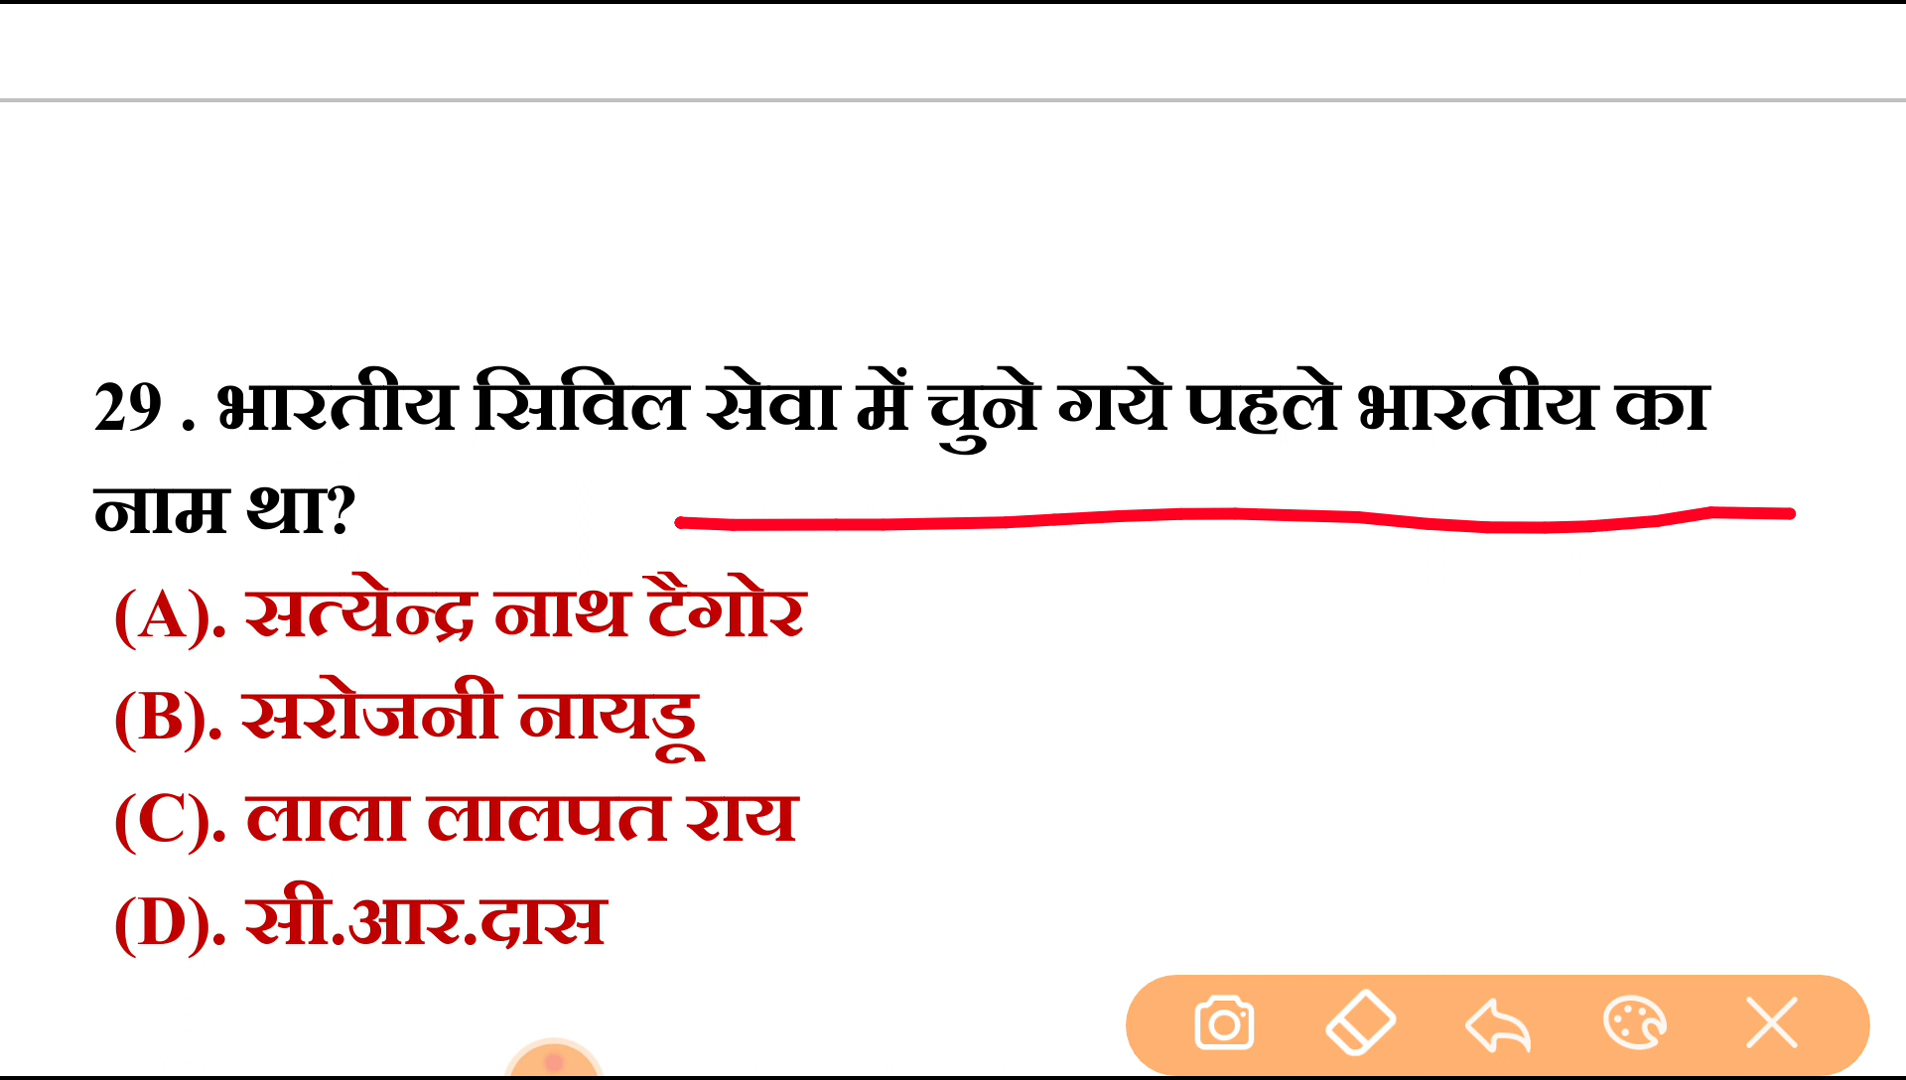 29 . भारतीय सिविल सेवा में चुने गये पहले भारतीय का
नाम था?
(A). सत्येन्द्र नाथ टैगोर
(B). सरोजनी नायडू
(C). लाला लालपत राय
(D). सी.आर.दास